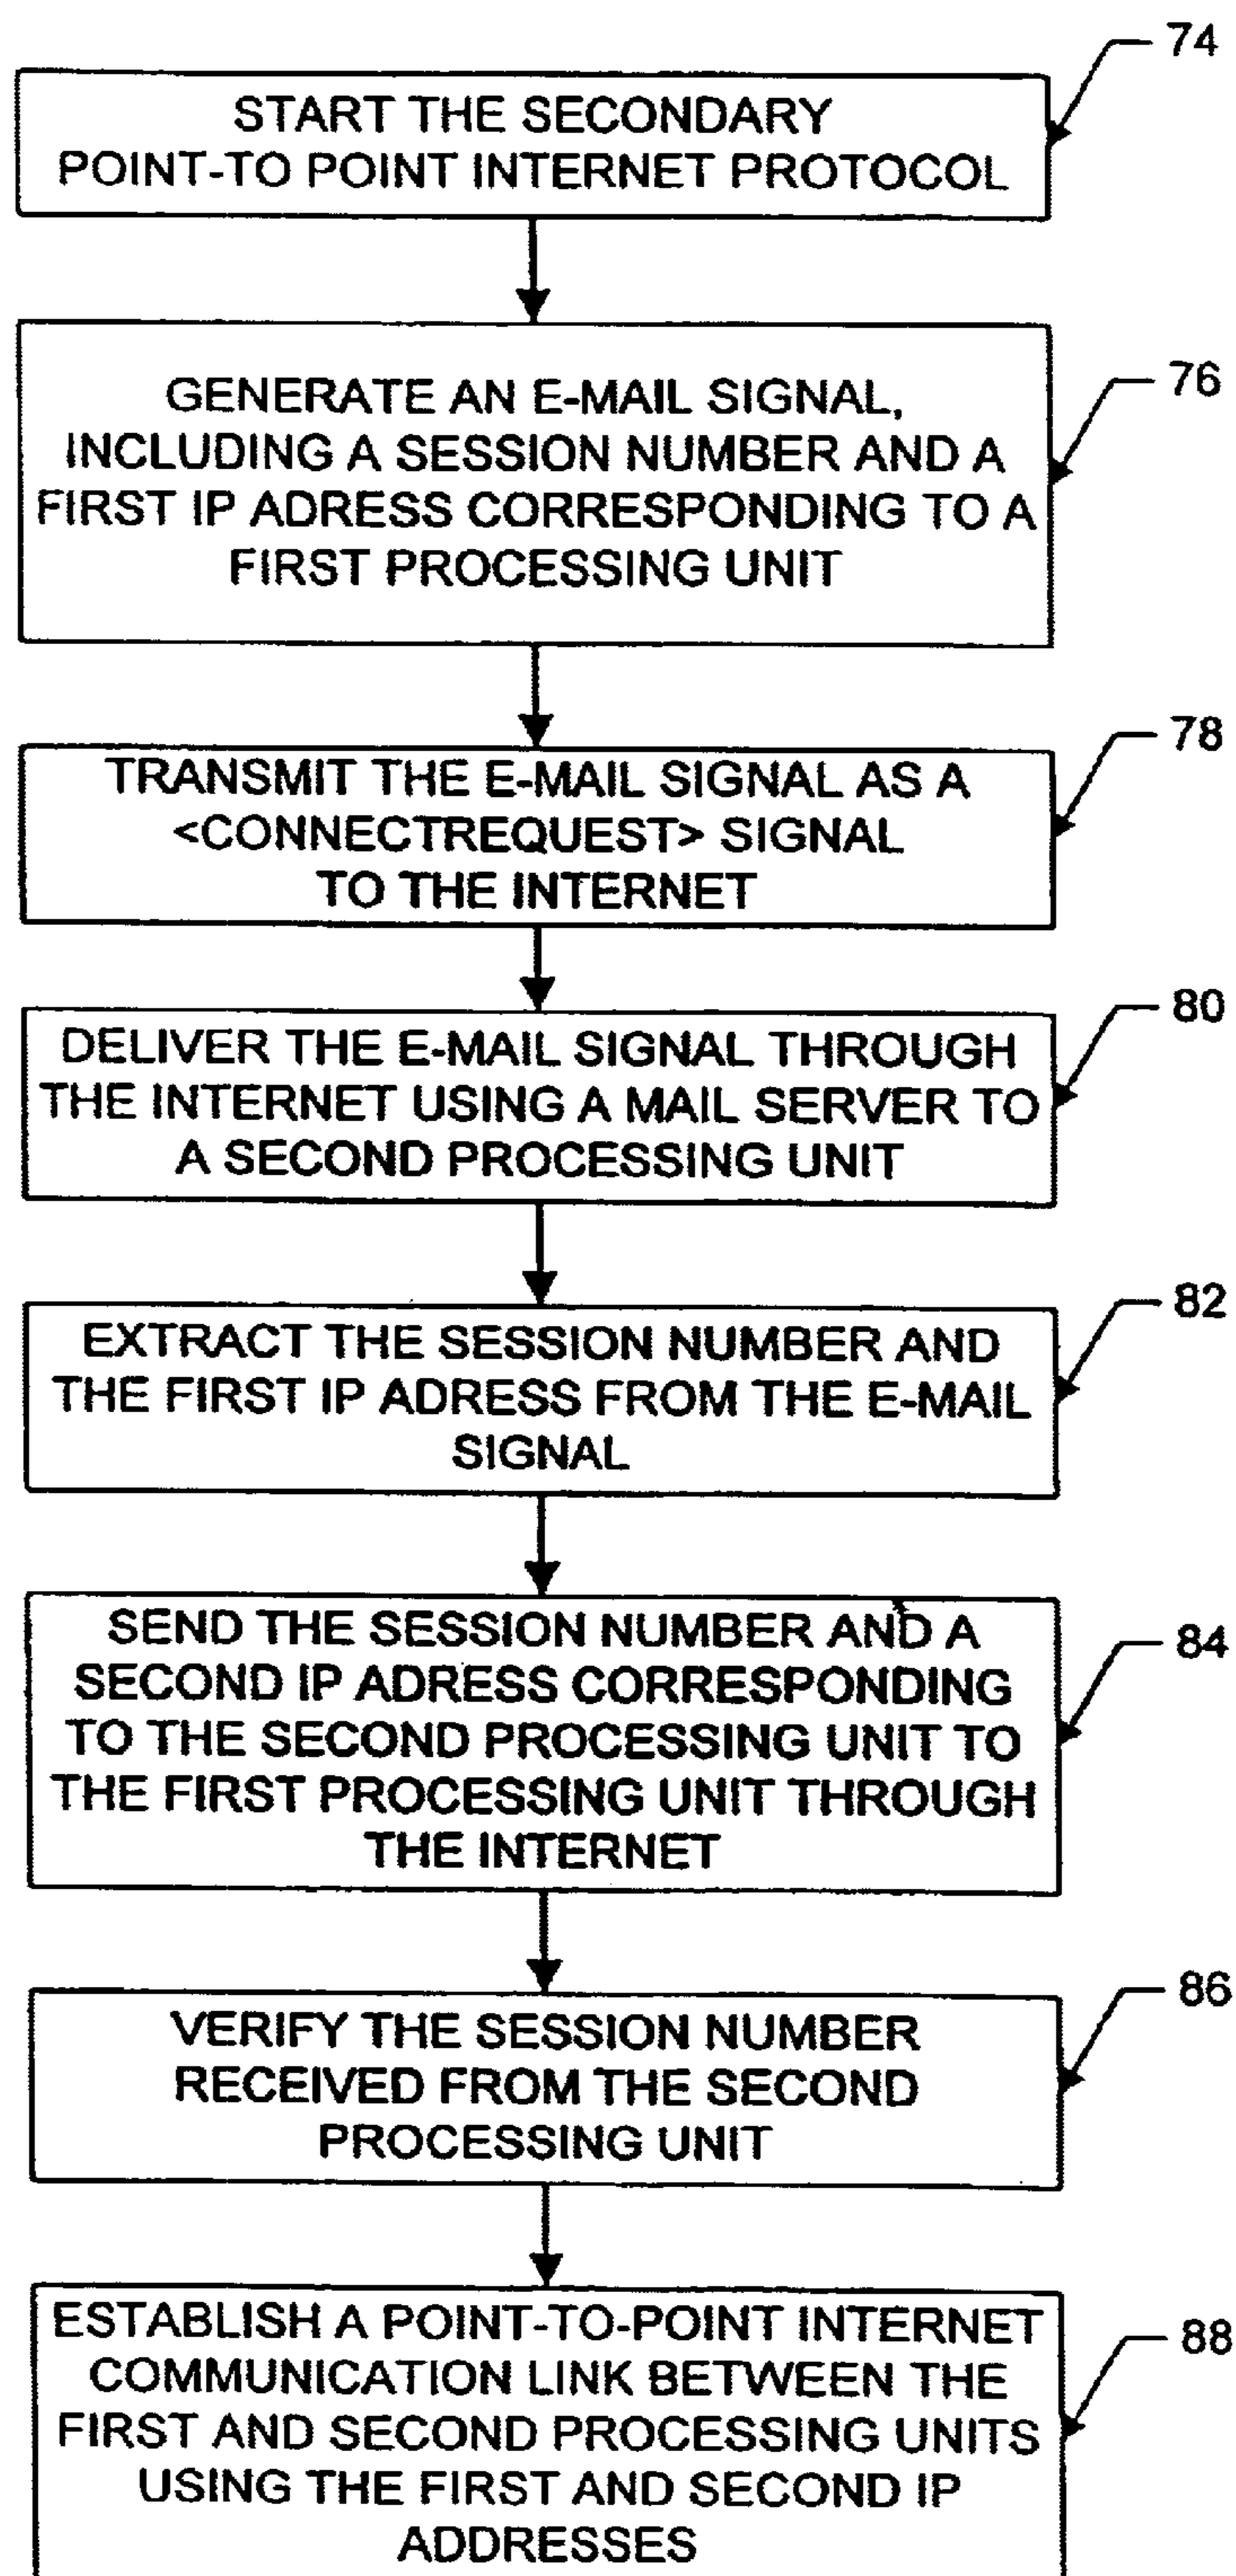 74
START THE SECONDARY
POINT-TO POINT INTERNET PROTOCOL
76
GENERATE AN E-MAIL SIGNAL,
INCLUDING A SESSION NUMBER AND A
FIRST IP ADRESS CORRESPONDING TO A
FIRST PROCESSING UNIT
78
TRANSMIT THE E-MAIL SIGNAL AS A
<CONNECTREQUEST> SIGNAL
TO THE INTERNET
80
DELIVER THE E-MAIL SIGNAL THROUGH
THE INTERNET USING A MAIL SERVER TO
A SECOND PROCESSING UNIT
82
EXTRACT THE SESSION NUMBER AND
THE FIRST IP ADRESS FROM THE E-MAIL
SIGNAL
84
SEND THE SESSION NUMBER AND A
SECOND IP ADRESS CORRESPONDING
TO THE SECOND PROCESSING UNIT TO
THE FIRST PROCESSING UNIT THROUGH
THE INTERNET
86
VERIFY THE SESSION NUMBER
RECEIVED FROM THE SECOND
PROCESSING UNIT
88
ESTABLISH A POINT-TO-POINT INTERNET
COMMUNICATION LINK BETWEEN THE
FIRST AND SECOND PROCESSING UNITS
USING THE FIRST AND SECOND IP
ADDRESSES